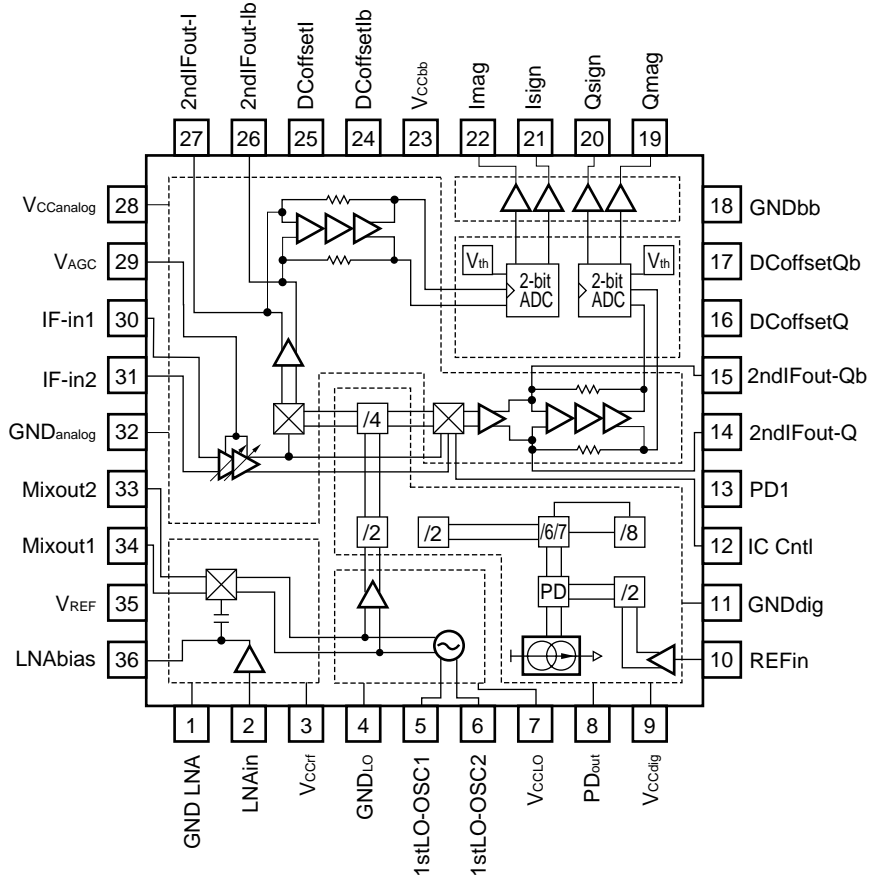 2ndIFout-I
2ndIFout-Ib
DCoffsetI
DCoffsetIb
VCCbb
Imag
Isign
Qsign
Qmag
27
26
25
24
23
22
21
20
19
VCCanalog 28
VAGC 29
IF-in1 30
IF-in2 31
GNDanalog 32
Mixout2 33
Mixout1 34
VREF 35
LNAbias 36
18 GNDbb
17 DCoffsetQb
16 DCoffsetQ
15 2ndIFout-Qb
14 2ndIFout-Q
13 PD1
12 IC Cntl
11 GNDdig
10 REFin
Vth
2-bit
ADC
2-bit
ADC
Vth
/4
/2
/2
/6/7
/8
PD
/2
1
2
3
4
5
6
7
8
9
GND LNA
LNAin
VCCrf
GNDLO
1stLO-OSC1
1stLO-OSC2
VCCLO
PDout
VCCdig